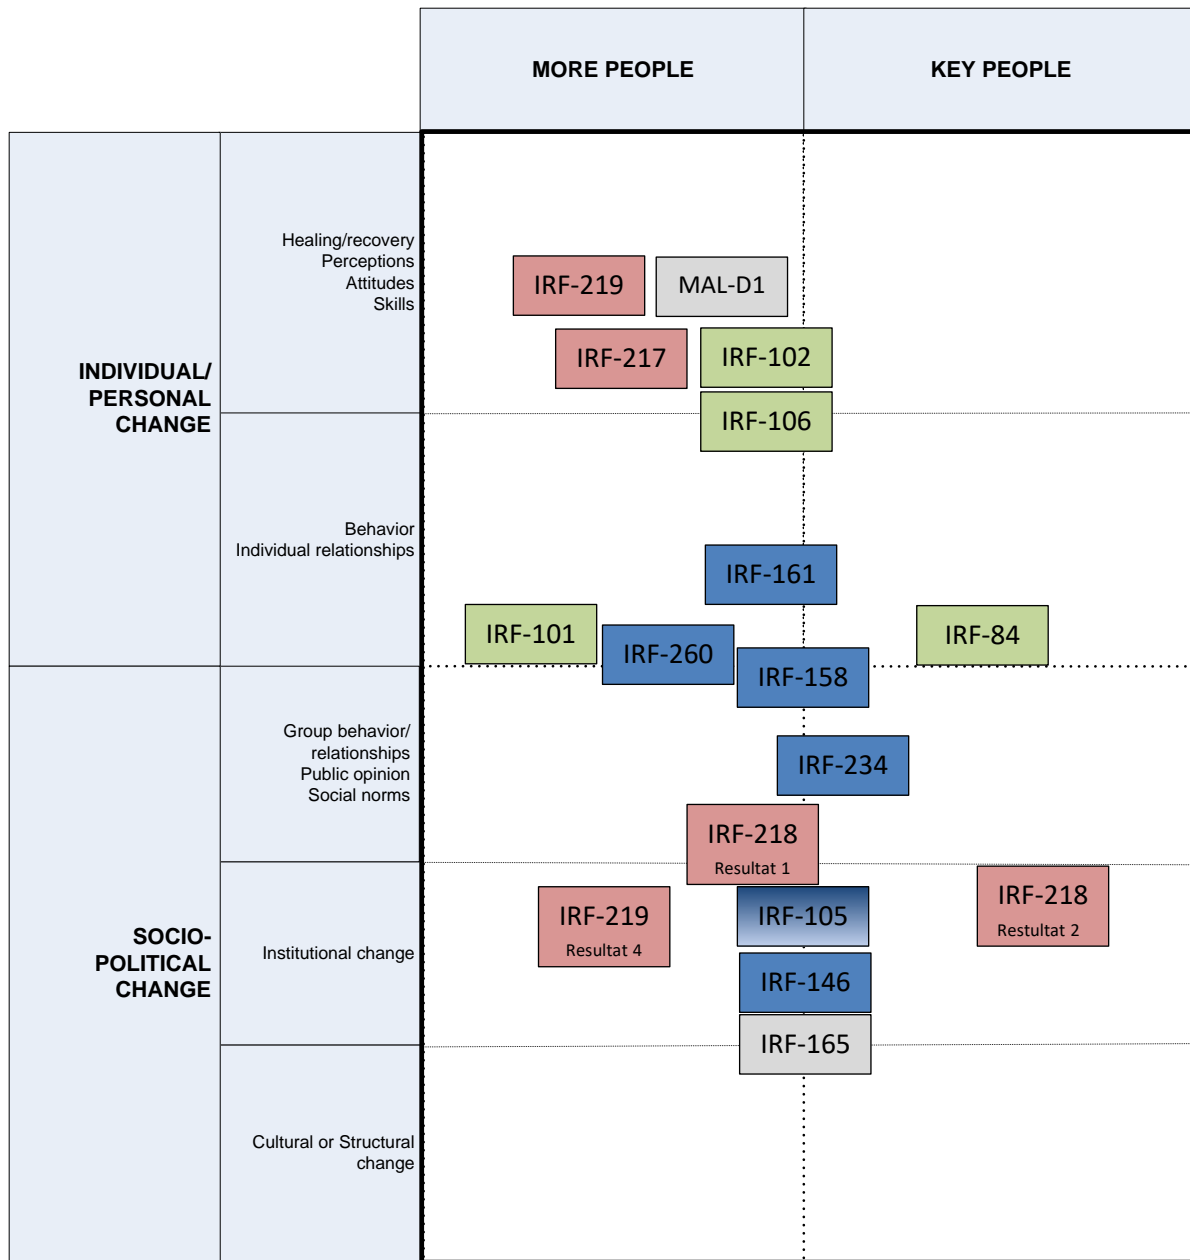 MORE PEOPLE
KEY PEOPLE
INDIVIDUAL/
PERSONAL
CHANGE
Healing/recovery
Perceptions
Attitudes
Skills
IRF-219
MAL-D1
IRF-217
IRF-102
IRF-106
Behavior
Individual relationships
IRF-161
IRF-101
IRF-260
IRF-84
IRF-158
SOCIO-
POLITICAL
CHANGE
Group behavior/
relationships
Public opinion
Social norms
IRF-234
IRF-218
Resultat 1
Institutional change
IRF-219
Resultat 4
IRF-105
IRF-218
Restultat 2
IRF-146
IRF-165
Cultural or Structural
change